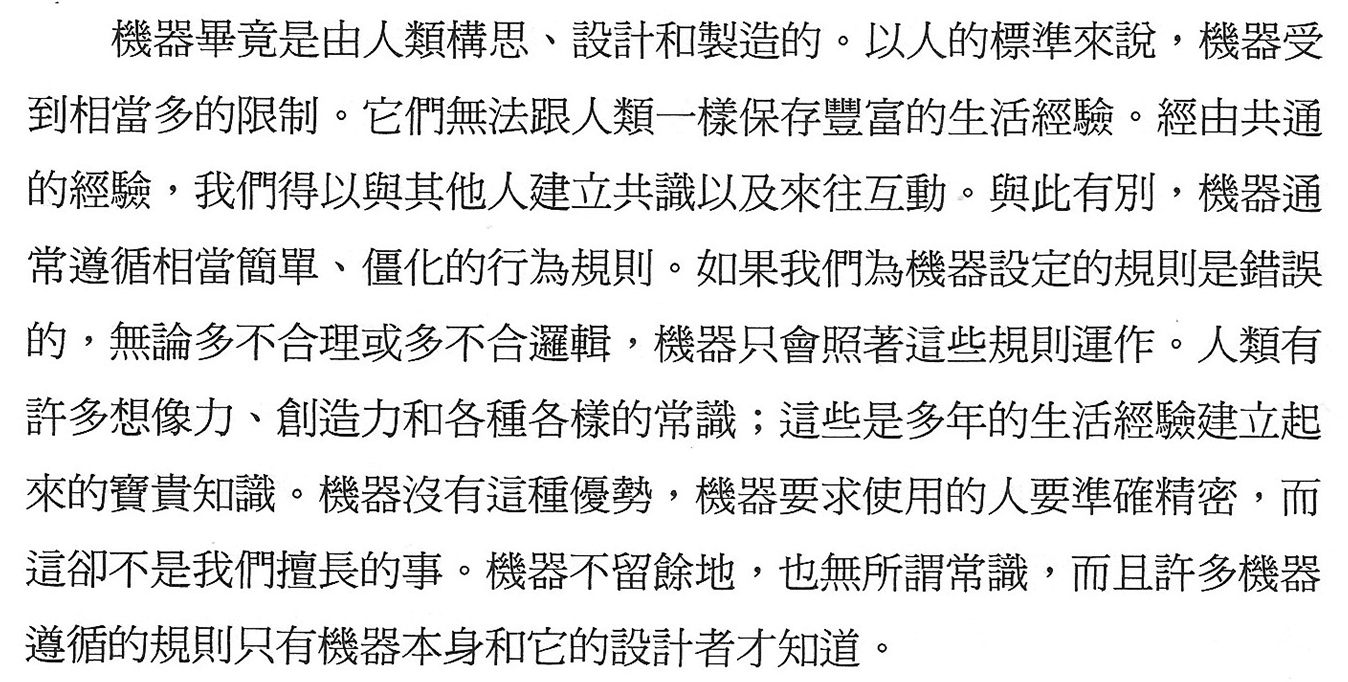 機器畢竟是由人類構思、設計和製造的。以人的標準來說，機器受
到相當多的限制。它們無法跟人類一樣保存豐富的生活經驗。經由共通
的經驗，我們得以與其他人建立共識以及來往互動。與此有別，機器通
常遵循相當簡單、僵化的行為規則。如果我們為機器設定的規則是錯誤
的，無論多不合理或多不合邏輯，機器只會照著這些規則運作。人類有
許多想像力、創造力和各種各樣的常識；這些是多年的生活經驗建立起
來的寶貴知識。機器沒有這種優勢，機器要求使用的人要準確精密，而
這卻不是我們擅長的事。機器不留餘地，也無所謂常識，而且許多機器
遵循的規則只有機器本身和它的設計者才知道。